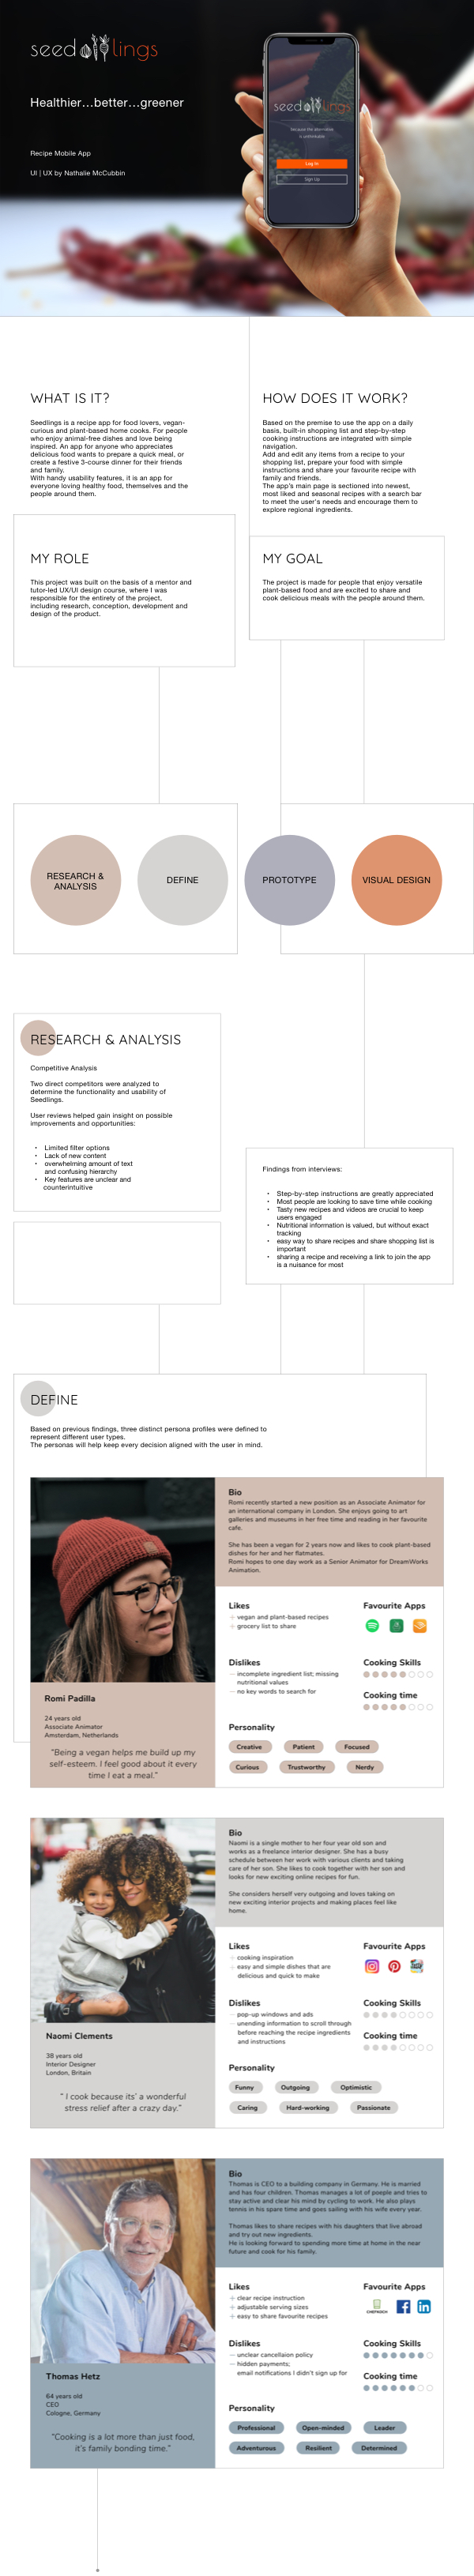 seedlings
Healthier...better...greener
Recipe Mobile App
UI | UX by Nathalie McCubbin
seedlings
because the alternative
is unthinkable
Log In
Sign Up
WHAT IS IT?
Seedlings is a recipe app for food lovers, vegan-
curious and plant-based home cooks. For people
who enjoy animal-free dishes and love being
inspired. An app for anyone who appreciates
delicious foods wants to prepare a quick meal, or
create a festive 3-course dinner for their friends
and family.
With handy usability features, it is an app for
everyone loving healthy food, themselves and the
people around them.
HOW DOES IT WORK?
Based on the premise to use the app on a daily
basis, built-in shopping list and step-by-step
cooking instructions are integrated with simple
navigation.
Add and edit any items from a recipe to your
shopping list, prepare your food with simple
instructions and share your favourite recipe with
family and friends.
The app's main page is sectioned into newest,
most liked and seasonal recipes with a search bar
to meet the user's needs and encourage them to
explore regional ingredients.
MY ROLE
This project was built on the basis of a mentor and
tutor-led UX/UI design course, where I was
responsible for the entirety of the project,
including research, conception, development and
design of the product.
MY GOAL
The project is made for people that enjoy versatile
plant-based food and are excited to share and
cook delicious meals with the people around them.
RESEARCH &
ANALYSIS
DEFINE
PROTOTYPE
VISUAL DESIGN
RESEARCH & ANALYSIS
Competitive Analysis
Two direct competitors were analyzed to
determine the functionality and usability of
Seedlings.
User reviews helped gain insight on possible
improvements and opportunities:
• Limited filter options
• Lack of new content
• overwhelming amount of text
and confusing hierarchy
• Key features are unclear and
counterintuitive
Findings from interviews:
• Step-by-step instructions are greatly appreciated
• Most people are looking to save time while cooking
• Tasty new recipes and videos are crucial to keep
users engaged
• Nutritional information is valued, but without exact
tracking
• easy way to share recipes and share shopping list is
important
• sharing a recipe and receiving a link to join the app
is a nuisance for most
DEFINE
Based on previous findings, three distinct persona profiles were defined to
represent different user types.
The personas will help keep every decision aligned with the user in mind.
Romi Padilla
24 years old
Associate Animator
Amsterdam, Netherlands
"Being a vegan helps me build up my
self-esteem. I feel good about it every
time I eat a meal."
Bio
Romi recently started a new position as an Associate Animator for
an international company in London. She enjoys going to art
galleries and museums in her free time and reading in her favourite
cafe.
She has been a vegan for 2 years now and likes to cook plant-based
dishes for her and her flatmates.
Romi hopes to one day work as a Senior Animator for DreamWorks
Animation.
Likes
+ vegan and plant-based recipes
+ grocery list to share
Favourite Apps
Dislikes
— incomplete ingredient list; missing
nutritional values
— no key words to search for
Cooking Skills
Cooking time
Personality
Creative
Patient
Focused
Curious
Trustworthy
Nerdy
Naomi Clements
38 years old
Interior Designer
London, Britain
" I cook because its' a wonderful
stress relief after a crazy day."
Bio
Naomi is a single mother to her four year old son and
works as a freelance interior designer. She has a busy
schedule between her work with various clients and taking
care of her son. She likes to cook together with her son and
looks for new exciting online recipes for fun.
She considers herself very outgoing and loves taking on
new exciting interior projects and making places feel like
home.
Likes
+ cooking inspiration
+ easy and simple dishes that are
delicious and quick to make
Favourite Apps
Dislikes
— pop-up windows and ads
— unending information to scroll through
before reaching the recipe ingredients
and instructions
Cooking Skills
Cooking time
Personality
Funny
Outgoing
Optimistic
Caring
Hard-working
Passionate
Thomas Hetz
64 years old
CEO
Cologne, Germany
"Cooking is a lot more than just food,
it's family bonding time."
Bio
Thomas is CEO to a building company in Germany. He is married
and has four children. Thomas manages a lot of people and tries to
stay active and clear his mind by cycling to work. He also plays
tennis in his spare time and goes sailing with his wife every year.
Thomas likes to share recipes with his daughters that live abroad
and try out new ingredients.
He is looking forward to spending more time at home in the near
future and cook for his family.
Likes
+ clear recipe instruction
+ adjustable serving sizes
+ easy to share favourite recipes
Favourite Apps
Dislikes
— unclear cancellaion policy
— hidden payments;
email notifications I didn't sign up for
Cooking Skills
Cooking time
Personality
Professional
Open-minded
Leader
Adventurous
Resilient
Determined